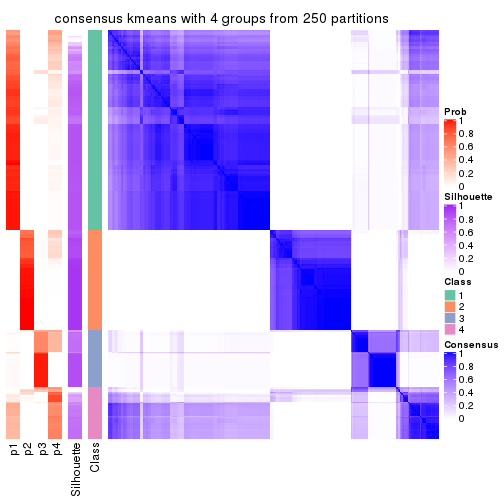 consensus kmeans with 4 groups from 250 partitions
Prob
1
0.8
0.6
0.4
0.2
0
Silhouette
1
0.8
0.6
0.4
0.2
0
Class
1
2
3
4
Consensus
1
0.8
0.6
0.4
0.2
0
p1
p2
p3
p4
Silhouette
Class